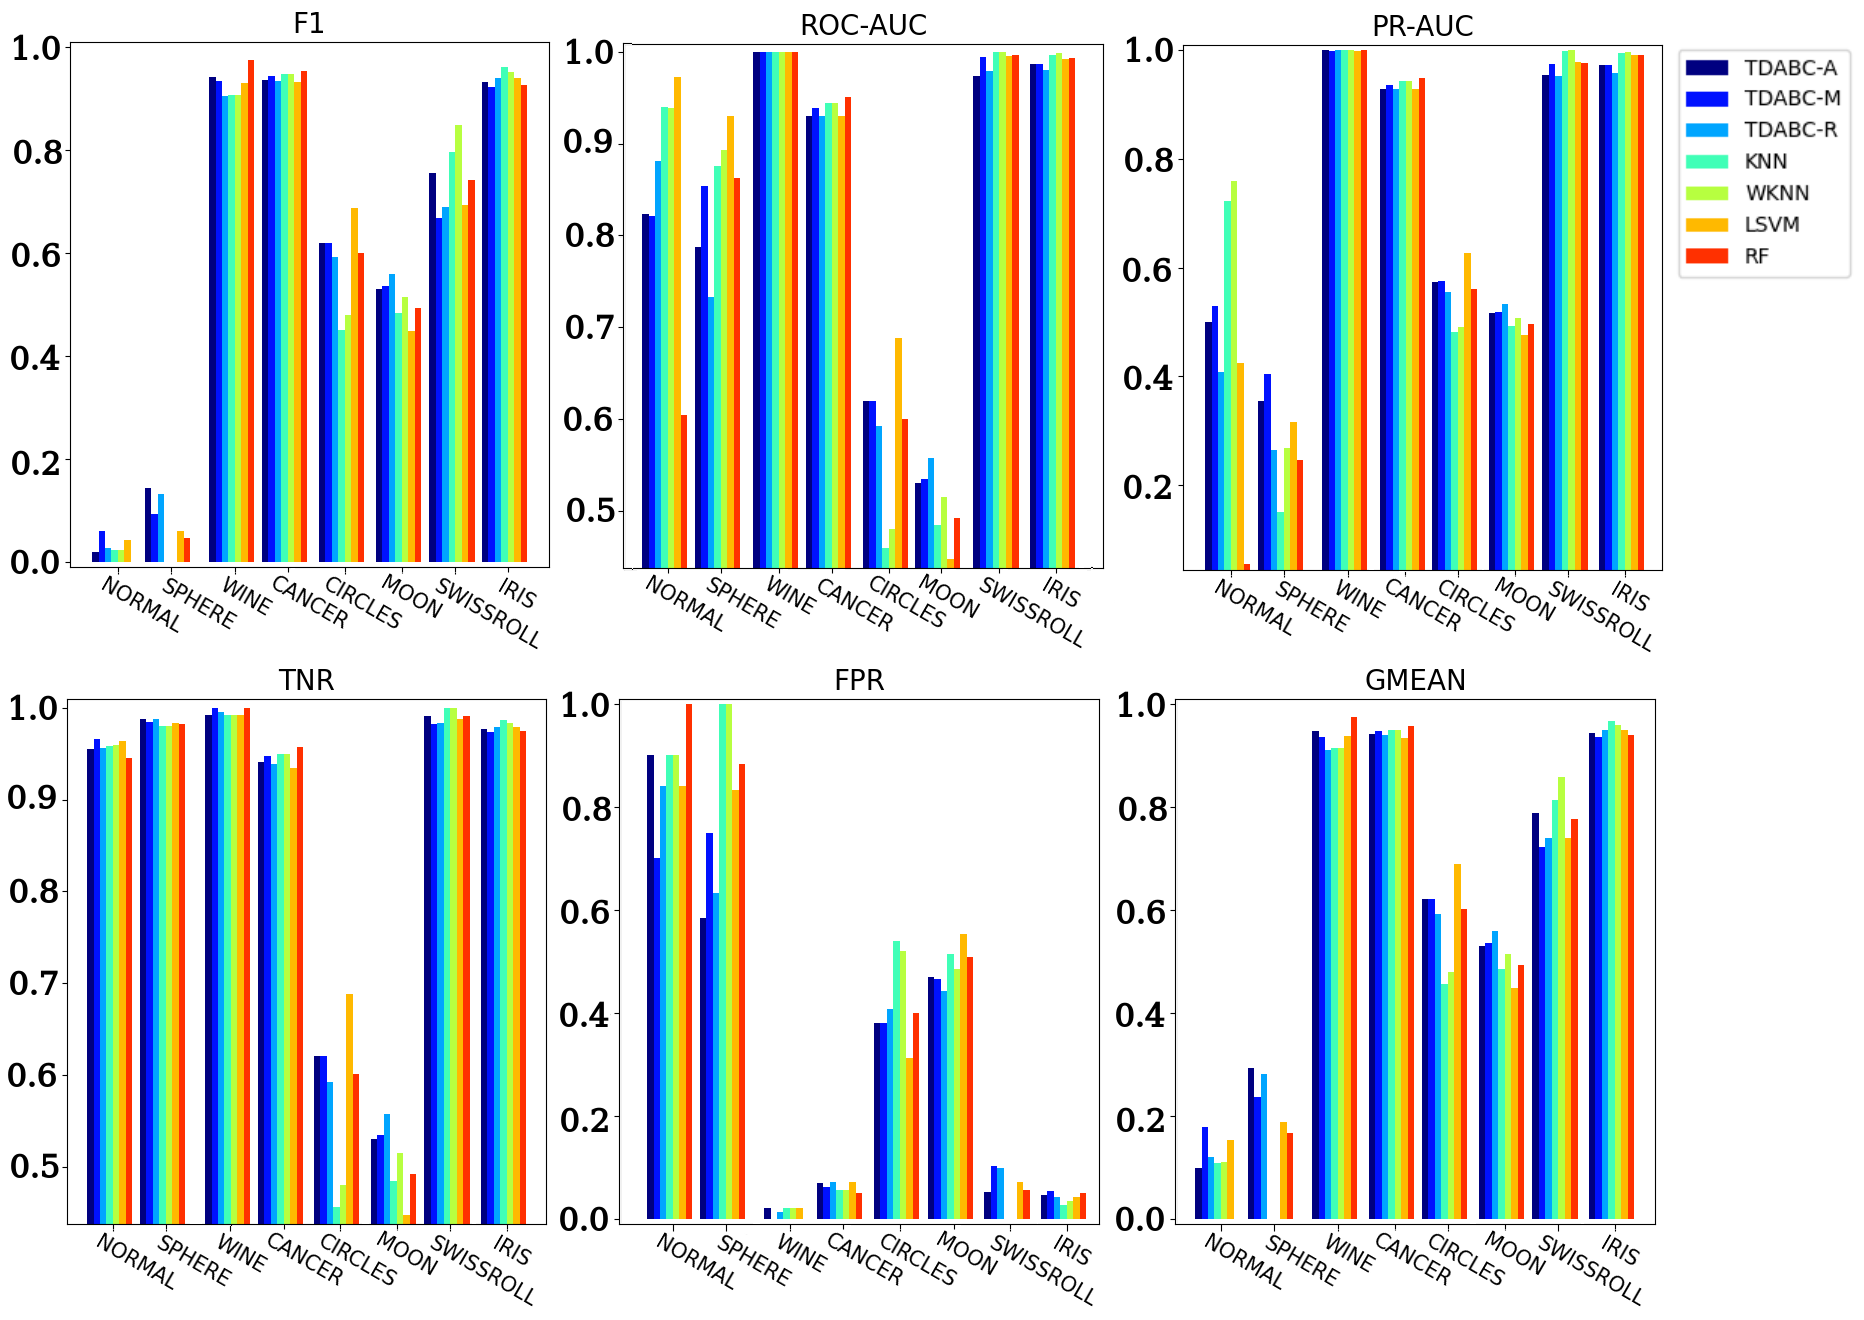 F1
1.0
0.8
0.6
0.4
0.2
0.0
NORMAL
SPHERE
WINE
CANCER
CIRCLES
MOON
SWISSROLL
IRIS
ROC-AUC
1.0
0.9
0.8
0.7
0.6
0.5
NORMAL
SPHERE
WINE
CANCER
CIRCLES
MOON
SWISSROLL
IRIS
PR-AUC
1.0
0.8
0.6
0.4
0.2
NORMAL
SPHERE
WINE
CANCER
CIRCLES
MOON
SWISSROLL
IRIS
TDABC-A
TDABC-M
TDABC-R
KNN
WKNN
LSVM
RF
TNR
1.0
0.9
0.8
0.7
0.6
0.5
NORMAL
SPHERE
WINE
CANCER
CIRCLES
MOON
SWISSROLL
IRIS
FPR
1.0
0.8
0.6
0.4
0.2
0.0
NORMAL
SPHERE
WINE
CANCER
CIRCLES
MOON
SWISSROLL
IRIS
GMEAN
1.0
0.8
0.6
0.4
0.2
0.0
NORMAL
SPHERE
WINE
CANCER
CIRCLES
MOON
SWISSROLL
IRIS